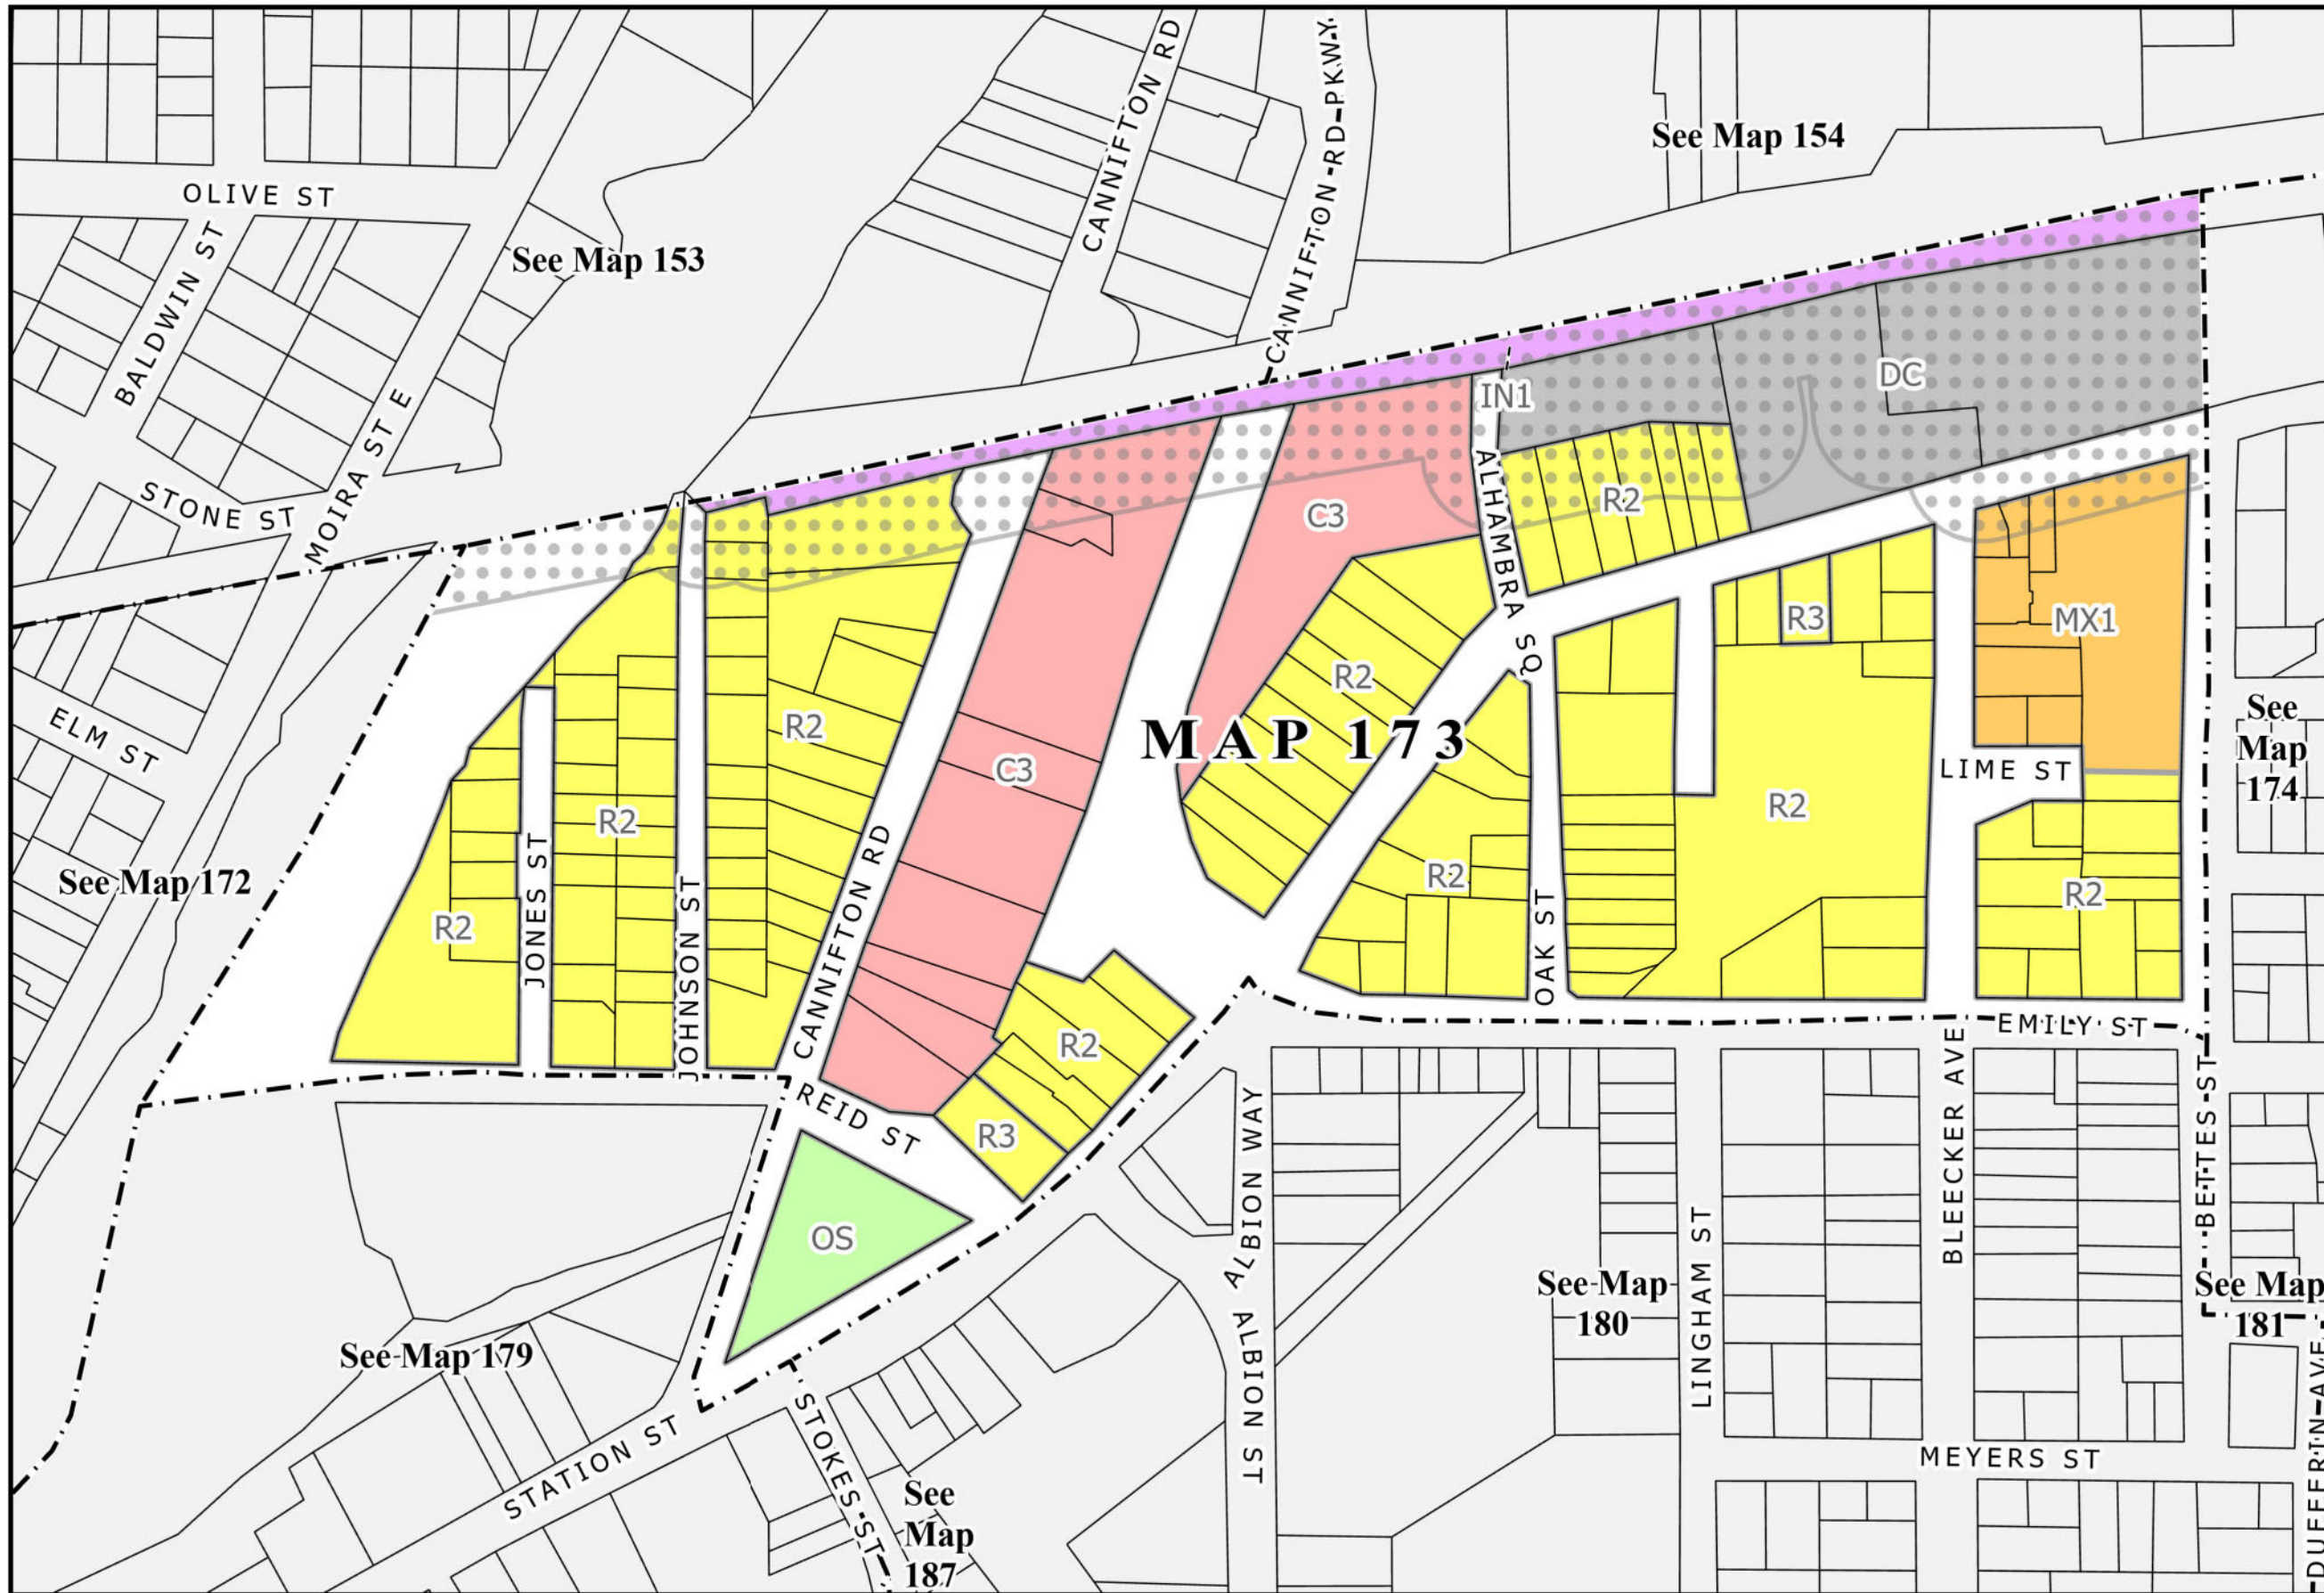 CANNIFTON RD
CANNIFTON RD PKWY
See Map 154
OLIVE ST
BALDWIN ST
See Map 153
MOIRA ST E
STONE ST
DC
IN1
C3
R2
ALHAMBRA SQ
R3
MX1
R2
ELM ST
R2
MAP 173
See
Map
174
C3
LIME ST
R2
R2
See Map 172
JONES ST
JOHNSON ST
CANNIFTON RD
R2
R2
OAK ST
R2
EMILY ST
R2
BLEECKER AVE
BETTES ST
REID ST
R3
ALBION WAY
OS
See Map
180
LINGHAM ST
See Map
181
See Map 179
ALBION ST
STATION ST
STOKES ST
MEYERS ST
DUFFERIN AVE
See
Map
187